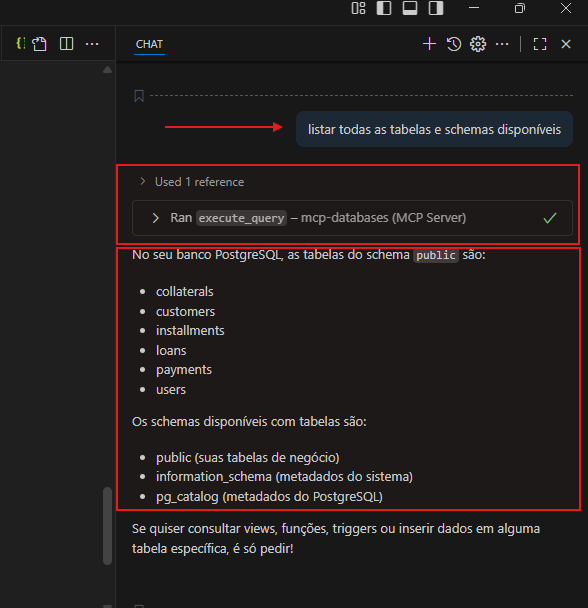 CHAT
listar todas as tabelas e schemas disponíveis
Used 1 reference
Ran execute_query – mcp-databases (MCP Server)
No seu banco PostgreSQL, as tabelas do schema public são:
collaterals
customers
installments
loans
payments
users
Os schemas disponíveis com tabelas são:
public (suas tabelas de negócio)
information_schema (metadados do sistema)
pg_catalog (metadados do PostgreSQL)
Se quiser consultar views, funções, triggers ou inserir dados em alguma
tabela específica, é só pedir!